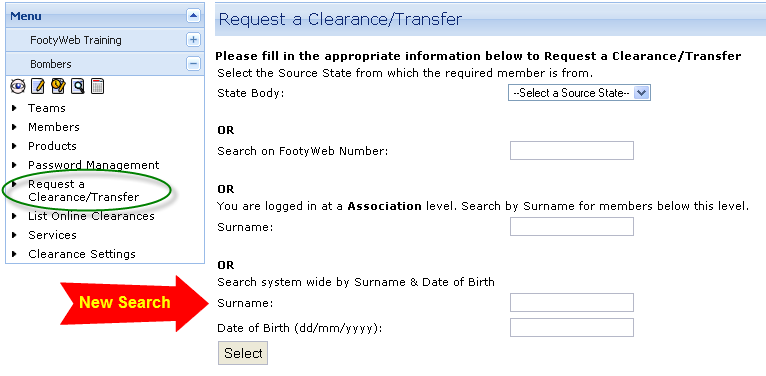 Menu
FootyWeb Training
Bombers
Teams
Members
Products
Password Management
Request a
Clearance/Transfer
List Online Clearances
Services
Clearance Settings
New Search
Request a Clearance/Transfer
Please fill in the appropriate information below to Request a Clearance/Transfer
Select the Source State from which the required member is from.
State Body:
--Select a Source State--
OR
Search on FootyWeb Number:
OR
You are logged in at a Association level. Search by Surname for members below this level.
Surname:
OR
Search system wide by Surname & Date of Birth
Surname:
Date of Birth (dd/mm/yyyy):
Select